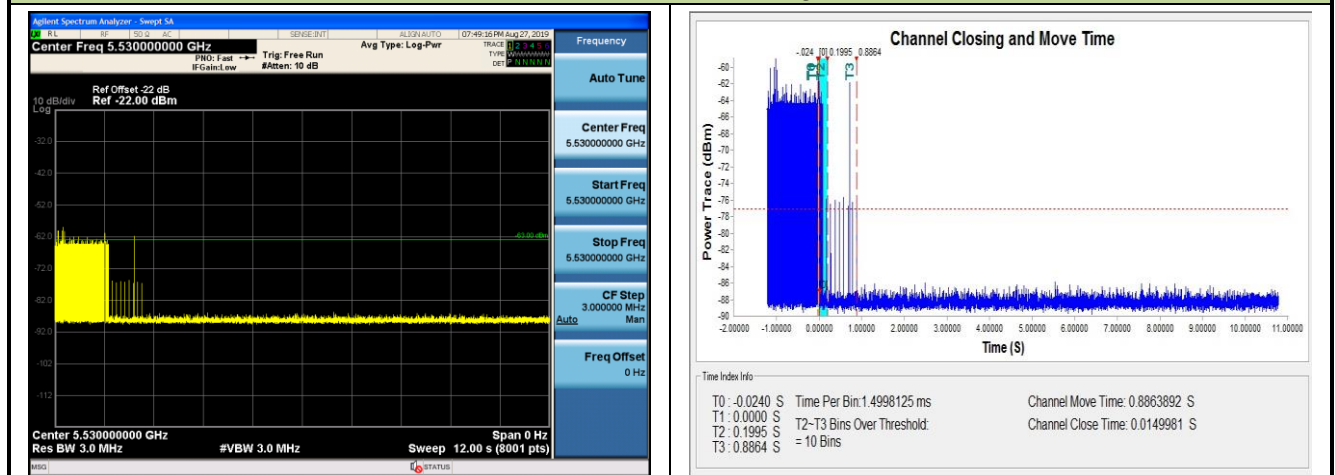 Agilent Spectrum Analyzer - Swept SA
RL RF 50 Ω AC SENSE:INT ALIGN AUTO 07:49:16 PM Aug 27, 2019
Center Freq 5.530000000 GHz
PNO: Fast
IFGain:Low
Trig: Free Run
#Atten: 10 dB
Avg Type: Log-Pwr
TRACE 1 2 3 4 5 6
TYPE
DET P N N N N N
Ref Offset -22 dB
10 dB/div Ref -22.00 dBm
Log
-32.0
-42.0
-52.0
-62.0
-63.00 dBm
-72.0
-82.0
-92.0
-102
-112
Center 5.530000000 GHz Span 0 Hz
Res BW 3.0 MHz #VBW 3.0 MHz Sweep 12.00 s (8001 pts)
MSG STATUS
Frequency
Auto Tune
Center Freq
5.530000000 GHz
Start Freq
5.530000000 GHz
Stop Freq
5.530000000 GHz
CF Step
3.000000 MHz
Auto Man
Freq Offset
0 Hz
Channel Closing and Move Time
-.024 [0] 0.1995 0.8864
T0 T2 T3
Power Trace (dBm)
-60
-62
-64
-66
-68
-70
-72
-74
-76
-78
-80
-82
-84
-86
-88
-90
-2.00000 -1.00000 0.00000 1.00000 2.00000 3.00000 4.00000 5.00000 6.00000 7.00000 8.00000 9.00000 10.00000 11.00000
Time (S)
Time Index Info
T0 : -0.0240 S
T1 : 0.0000 S
T2 : 0.1995 S
T3 : 0.8864 S
Time Per Bin:1.4998125 ms
T2~T3 Bins Over Threshold:
= 10 Bins
Channel Move Time: 0.8863892 S
Channel Close Time: 0.0149981 S